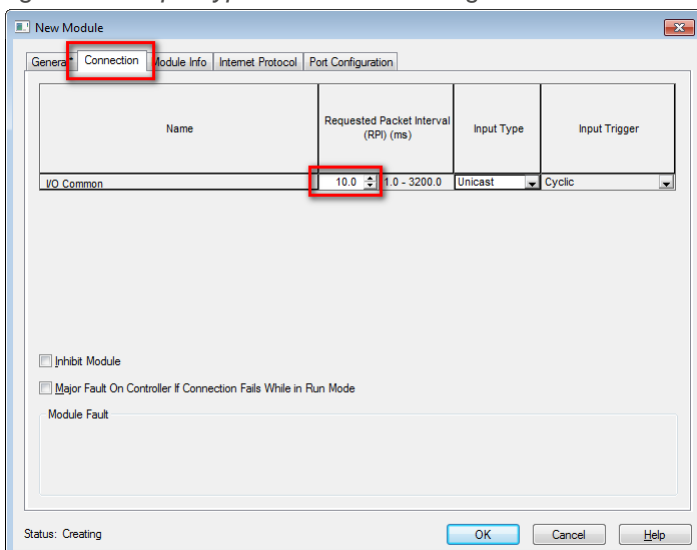 New Module
General* Connection Module Info Internet Protocol Port Configuration
Name
Requested Packet Interval
(RPI) (ms)
Input Type
Input Trigger
I/O Common 10.0 1.0 - 3200.0 Unicast Cyclic
Inhibit Module
Major Fault On Controller If Connection Fails While in Run Mode
Module Fault
Status: Creating OK Cancel Help